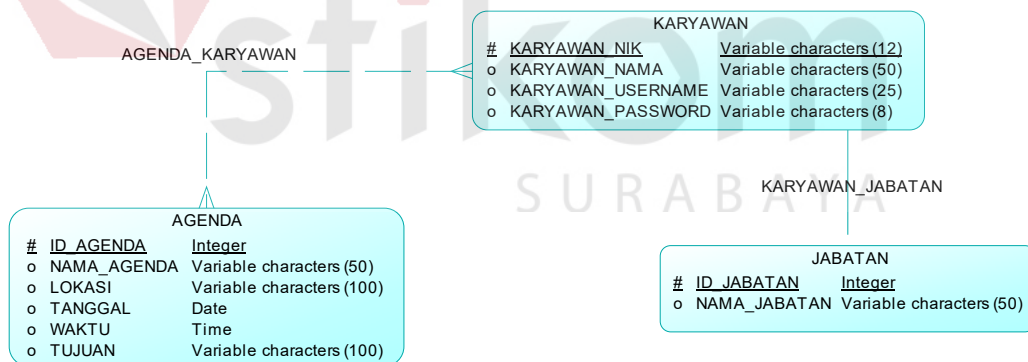 AGENDA_KARYAWAN
KARYAWAN
# KARYAWAN_NIK Variable characters (12)
o KARYAWAN_NAMA Variable characters (50)
o KARYAWAN_USERNAME Variable characters (25)
o KARYAWAN_PASSWORD Variable characters (8)
stikom
SURABAYA
KARYAWAN_JABATAN
AGENDA
# ID_AGENDA Integer
o NAMA_AGENDA Variable characters (50)
o LOKASI Variable characters (100)
o TANGGAL Date
o WAKTU Time
o TUJUAN Variable characters (100)
JABATAN
# ID_JABATAN Integer
o NAMA_JABATAN Variable characters (50)